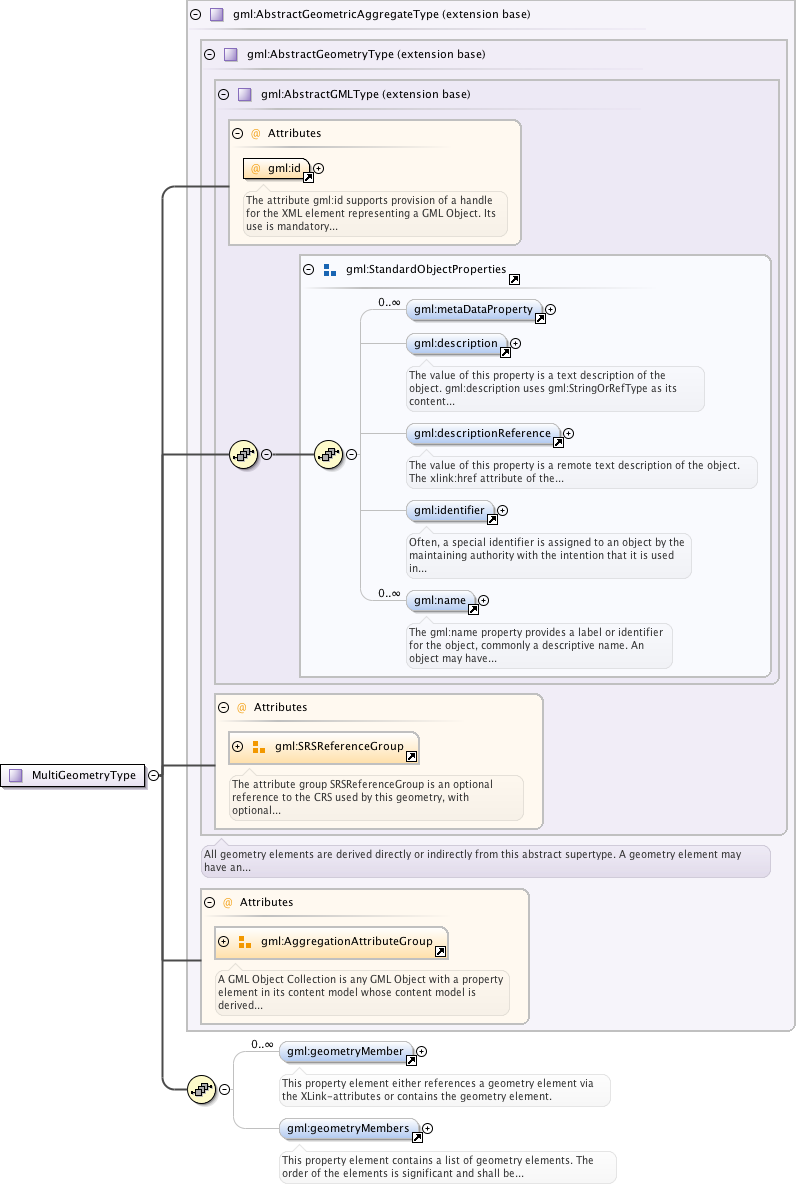 gml:AbstractGeometricAggregateType (extension base)
gml:AbstractGeometryType (extension base)
gml:AbstractGMLType (extension base)
@ Attributes
@ gml:id
The attribute gml:id supports provision of a handle
for the XML element representing a GML Object. Its
use is mandatory...
gml:StandardObjectProperties
0..∞
gml:metaDataProperty
gml:description
The value of this property is a text description of the
object. gml:description uses gml:StringOrRefType as its
content...
gml:descriptionReference
The value of this property is a remote text description of the object.
The xlink:href attribute of the...
gml:identifier
Often, a special identifier is assigned to an object by the
maintaining authority with the intention that it is used
in...
0..∞
gml:name
The gml:name property provides a label or identifier
for the object, commonly a descriptive name. An
object may have...
@ Attributes
gml:SRSReferenceGroup
The attribute group SRSReferenceGroup is an optional
reference to the CRS used by this geometry, with
optional...
MultiGeometryType
All geometry elements are derived directly or indirectly from this abstract supertype. A geometry element may
have an...
@ Attributes
gml:AggregationAttributeGroup
A GML Object Collection is any GML Object with a property
element in its content model whose content model is
derived...
0..∞
gml:geometryMember
This property element either references a geometry element via
the XLink-attributes or contains the geometry element.
gml:geometryMembers
This property element contains a list of geometry elements. The
order of the elements is significant and shall be...